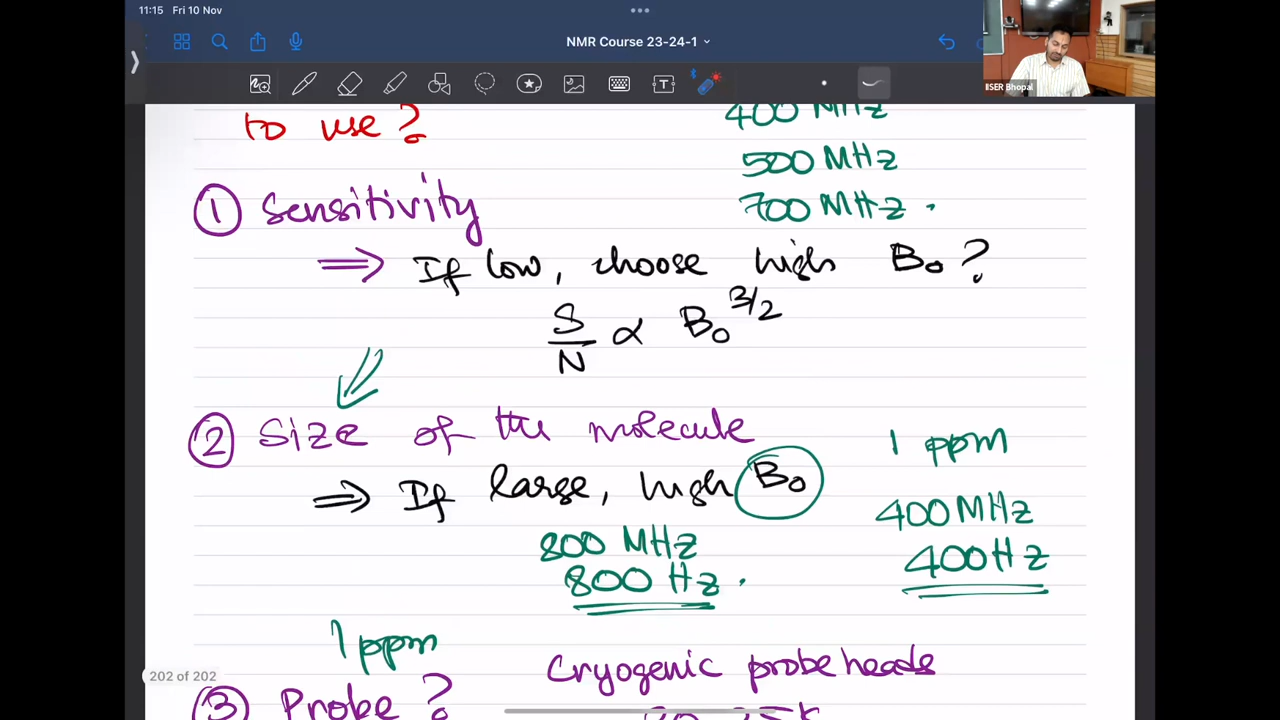 11:15 Fri 10 Nov
NMR Course 23-24-1
IISER Bhopal
to use?
400 MHz
500 MHz
700 MHz
① Sensitivity
⇒ If low, choose high B₀?
S/N ∝ B₀^3/2
② Size of the molecule
⇒ If large, high B₀
1 ppm
400 MHz
400 Hz
800 MHz
800 Hz
1 ppm
Cryogenic probeheads
202 of 202
③ Probe?